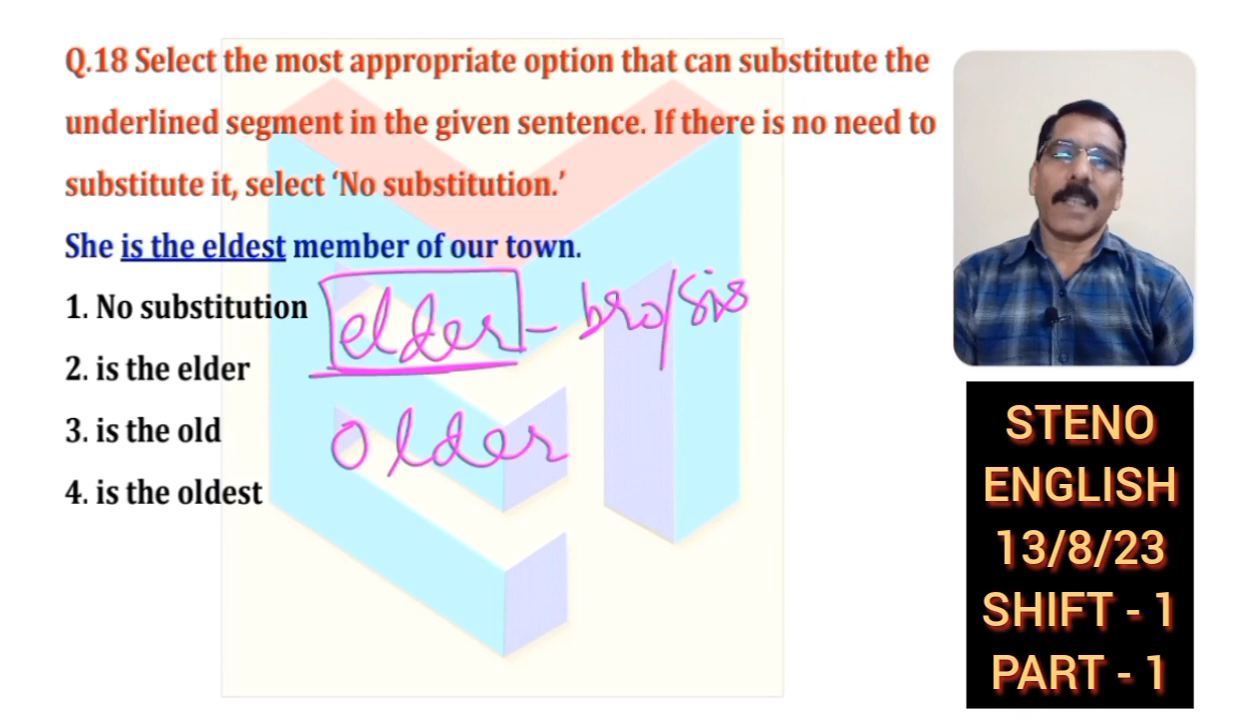 Q.18 Select the most appropriate option that can substitute the
underlined segment in the given sentence. If there is no need to
substitute it, select ‘No substitution.’
She is the eldest member of our town.
1. No substitution
elder - bro/sis
2. is the elder
3. is the old
older
4. is the oldest
STENO
ENGLISH
13/8/23
SHIFT - 1
PART - 1